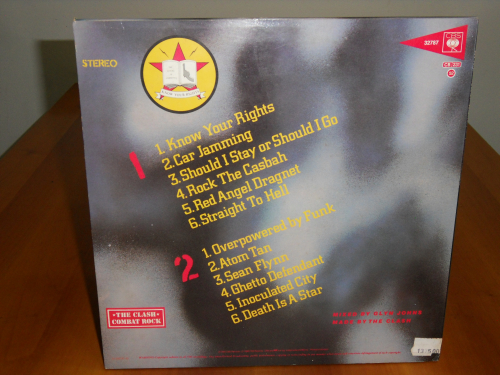 STEREO
32787
CBS
1
1. Know Your Rights
2. Car Jamming
3. Should I Stay or Should I Go
4. Rock The Casbah
5. Red Angel Dragnet
6. Straight To Hell
2
1. Overpowered by Funk
2. Atom Tan
3. Sean Flynn
4. Ghetto Defendant
5. Inoculated City
6. Death Is A Star
• THE CLASH •
COMBAT ROCK
MIXED BY GLYN JOHNS
MADE BY THE CLASH